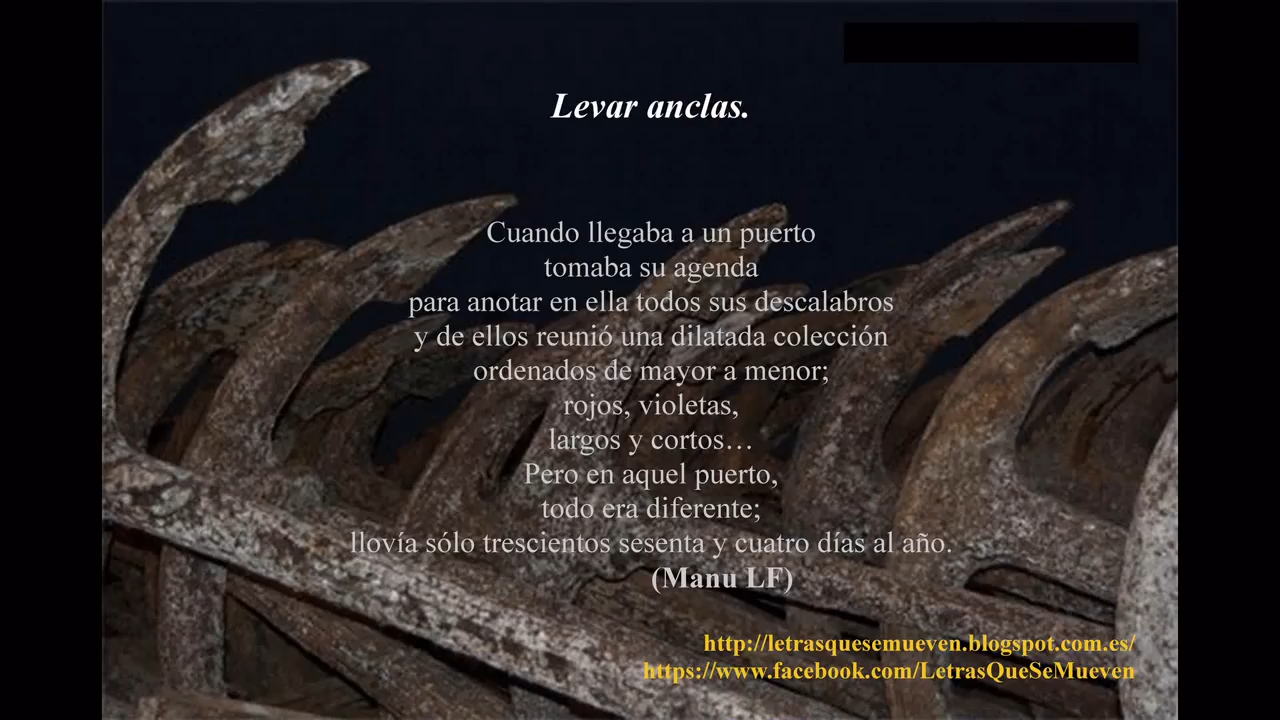 Levar anclas.
Cuando llegaba a un puerto
tomaba su agenda
para anotar en ella todos sus descalabros
y de ellos reunió una dilatada colección
ordenados de mayor a menor;
rojos, violetas,
largos y cortos…
Pero en aquel puerto,
todo era diferente;
llovía sólo trescientos sesenta y cuatro días al año.
(Manu LF)
http://letrasquesemueven.blogspot.com.es/
https://www.facebook.com/LetrasQueSeMueven